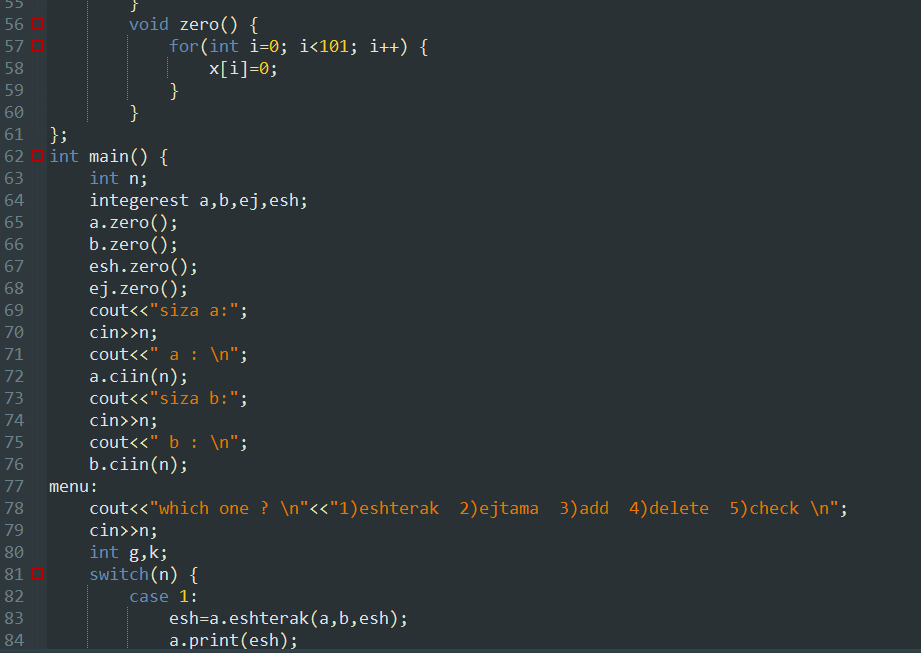 55 }
56 void zero() {
57 for(int i=0; i<101; i++) {
58 x[i]=0;
59 }
60 }
61 };
62 int main() {
63 int n;
64 integerest a,b,ej,esh;
65 a.zero();
66 b.zero();
67 esh.zero();
68 ej.zero();
69 cout<<"siza a:";
70 cin>>n;
71 cout<<" a : \n";
72 a.ciin(n);
73 cout<<"siza b:";
74 cin>>n;
75 cout<<" b : \n";
76 b.ciin(n);
77 menu:
78 cout<<"which one ? \n"<<"1)eshterak  2)ejtama  3)add  4)delete  5)check \n";
79 cin>>n;
80 int g,k;
81 switch(n) {
82 case 1:
83 esh=a.eshterak(a,b,esh);
84 a.print(esh);